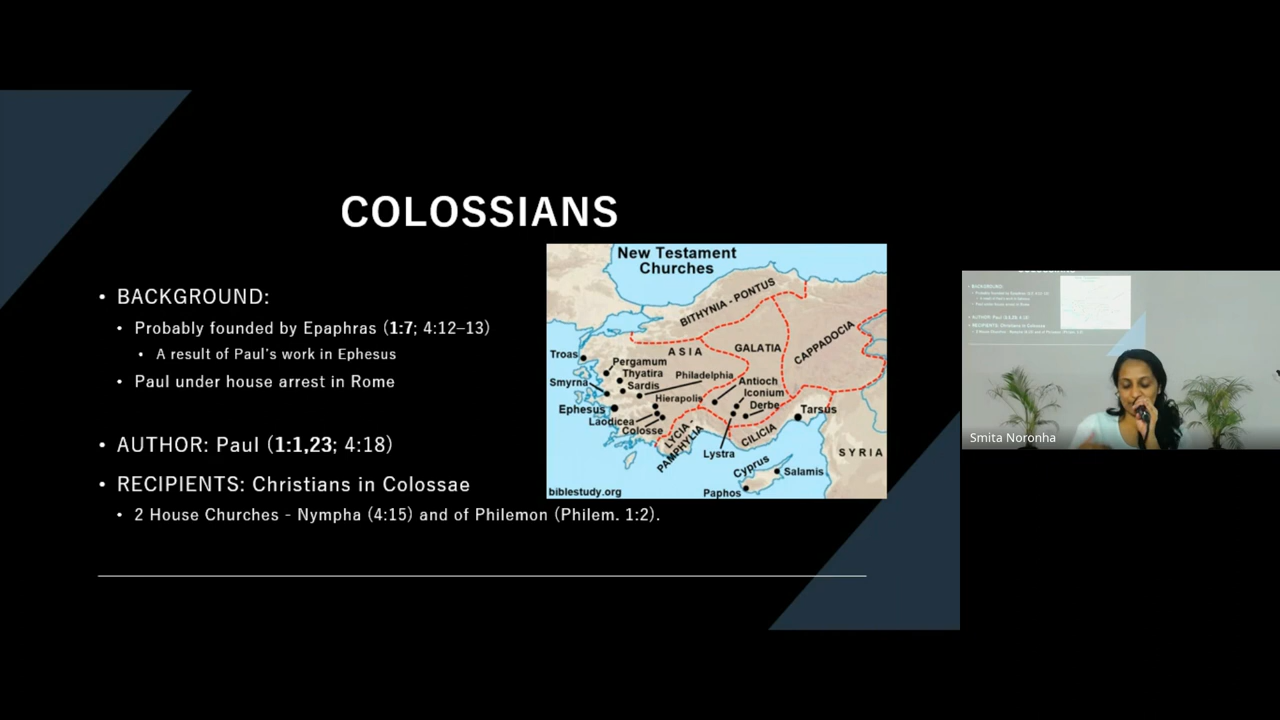 COLOSSIANS
• BACKGROUND:
• Probably founded by Epaphras (1:7; 4:12–13)
• A result of Paul's work in Ephesus
• Paul under house arrest in Rome
• AUTHOR: Paul (1:1,23; 4:18)
• RECIPIENTS: Christians in Colossae
• 2 House Churches - Nympha (4:15) and of Philemon (Philem. 1:2).
New Testament
Churches
BITHYNIA - PONTUS
ASIA
GALATIA
CAPPADOCIA
Troas
Pergamum
Thyatira
Smyrna
Sardis
Philadelphia
Antioch
Iconium
Hierapolis
Derbe
Ephesus
Tarsus
Laodicea
Colosse
LYCIA -
PAMPHYLIA
CILICIA
Lystra
SYRIA
Cyprus
Salamis
Paphos
biblestudy.org
Smita Noronha